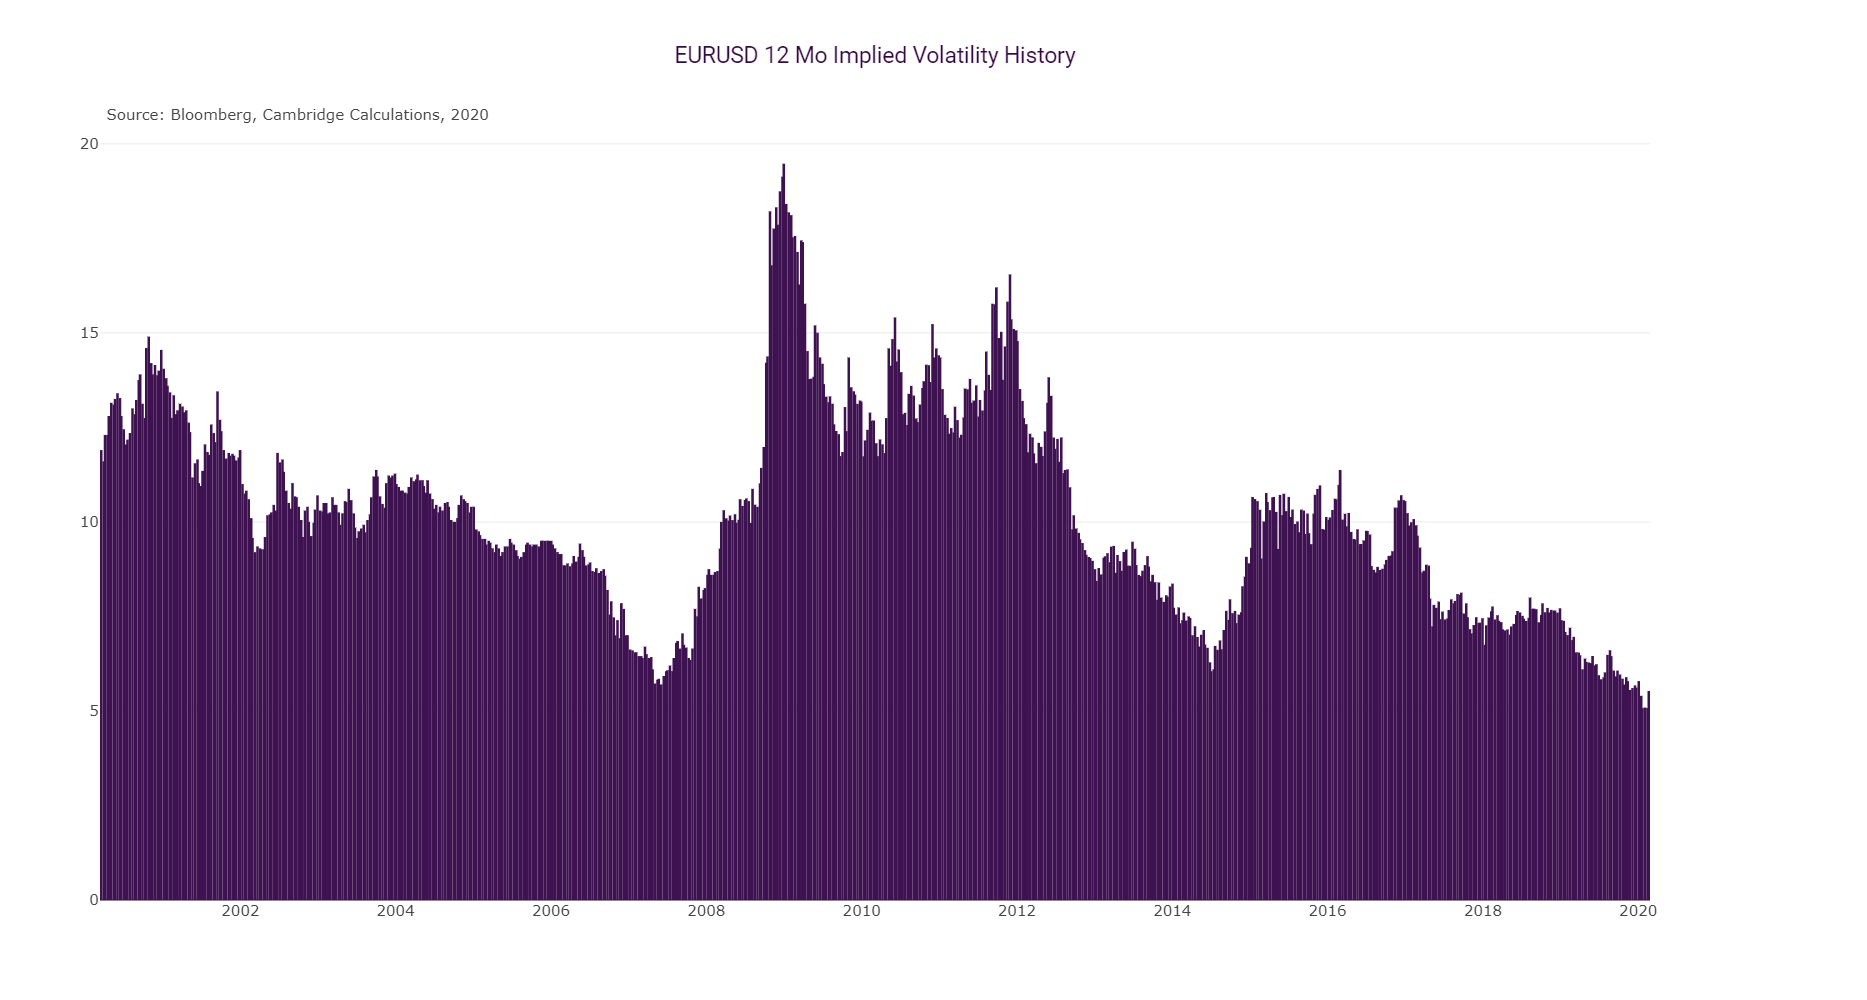 EURUSD 12 Mo Implied Volatility History
Source: Bloomberg, Cambridge Calculations, 2020
20
15
10
5
0
2002 2004 2006 2008 2010 2012 2014 2016 2018 2020